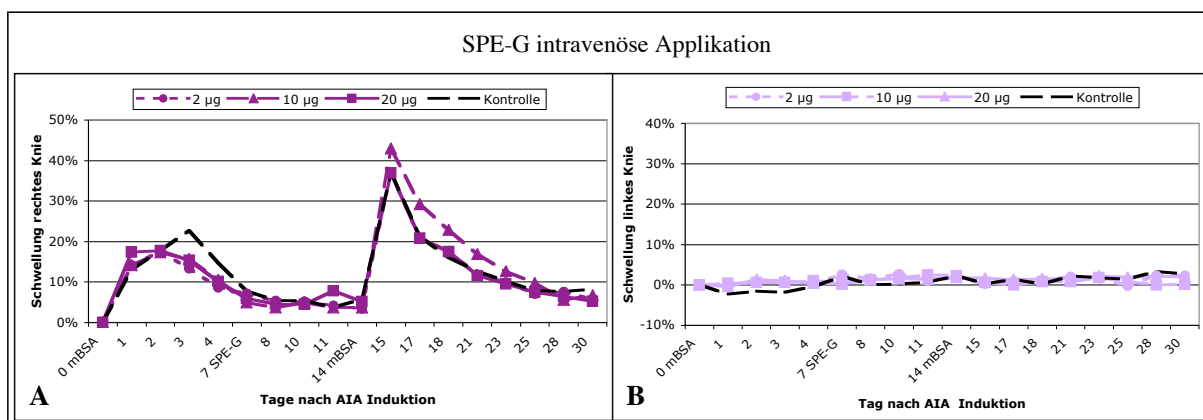 SPE-G intravenöse Applikation
2 µg 10 µg 20 µg Kontrolle
Schwellung rechtes Knie
50%
40%
30%
20%
10%
0%
0 mBSA 1 2 3 4 7 SPE-G 8 10 11 14 mBSA 15 17 18 21 23 25 28 30
A
Tage nach AIA Induktion
2 µg 10 µg 20 µg Kontrolle
Schwellung linkes Knie
40%
30%
20%
10%
0%
-10%
0 mBSA 1 2 3 4 7 SPE-G 8 10 11 14 mBSA 15 17 18 21 23 25 28 30
B
Tag nach AIA Induktion